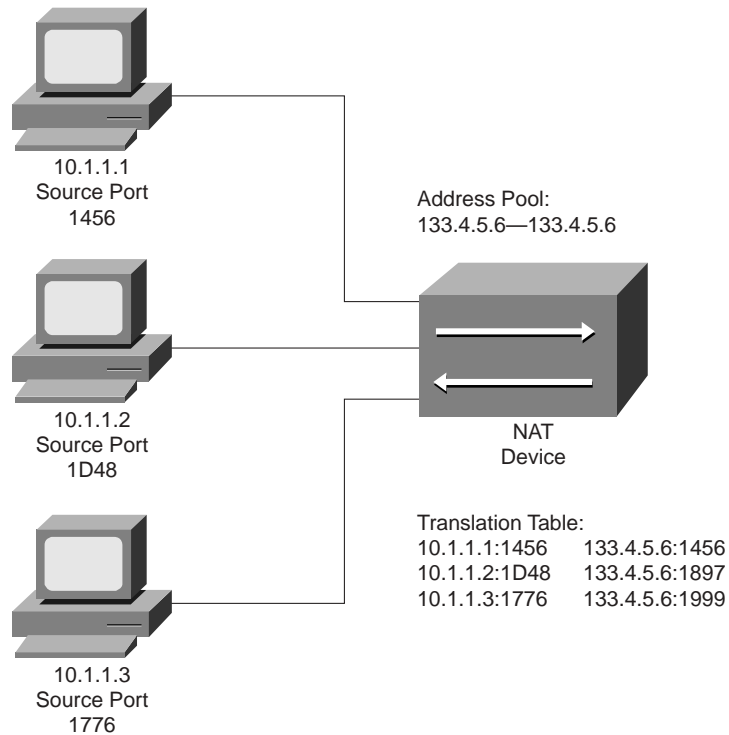 10.1.1.1
Source Port
1456
Address Pool:
133.4.5.6—133.4.5.6
10.1.1.2
Source Port
1D48
NAT
Device
Translation Table:
10.1.1.1:1456 133.4.5.6:1456
10.1.1.2:1D48 133.4.5.6:1897
10.1.1.3:1776 133.4.5.6:1999
10.1.1.3
Source Port
1776